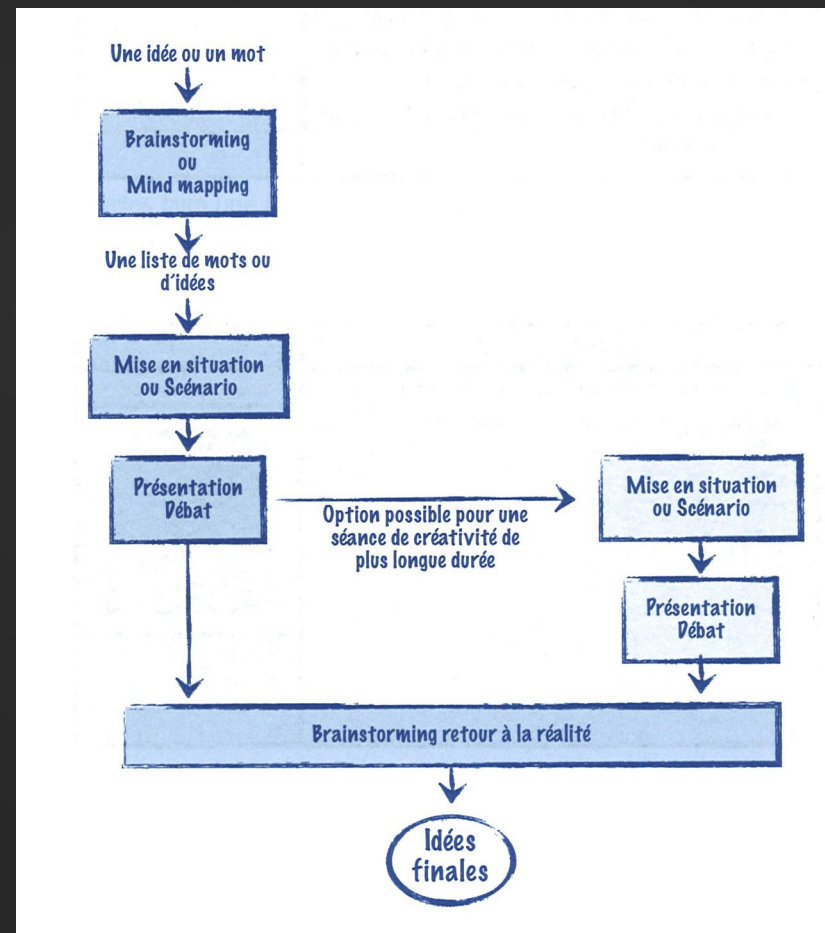 Une idée ou un mot
Brainstorming
ou
Mind mapping
Une liste de mots ou
d'idées
Mise en situation
ou Scénario
Présentation
Débat
Option possible pour une
séance de créativité de
plus longue durée
Mise en situation
ou Scénario
Présentation
Débat
Brainstorming retour à la réalité
Idées
finales